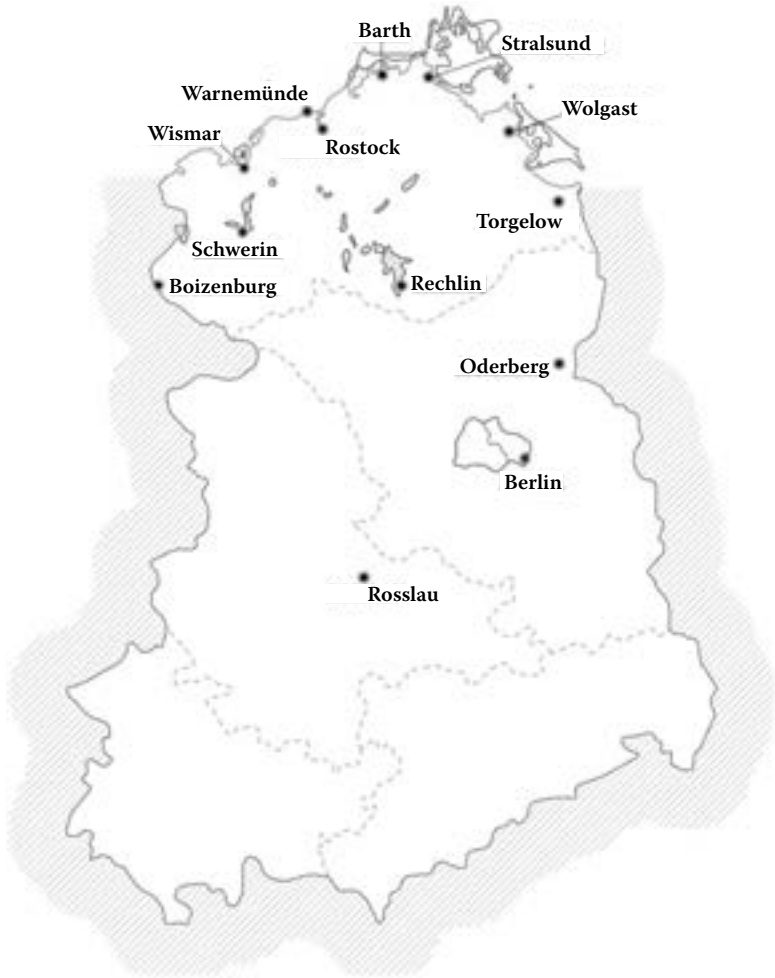 Barth
Stralsund
Warnemünde
Wolgast
Wismar
Rostock
Torgelow
Schwerin
Boizenburg
Rechlin
Oderberg
Berlin
Rosslau